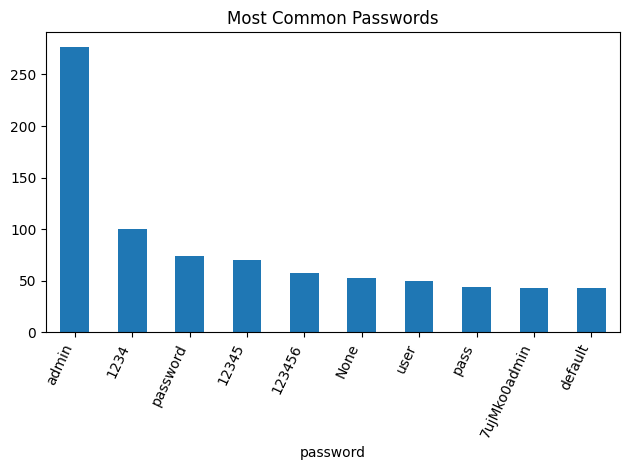 Most Common Passwords
250
200
150
100
50
0
admin
1234
password
12345
123456
None
user
pass
7ujMko0admin
default
password